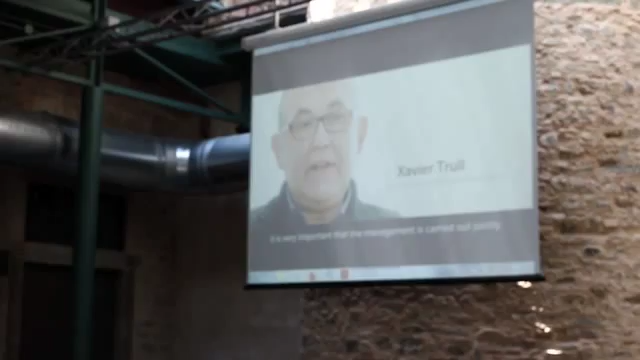 Xavier Trull
It is very important that the management is carried out jointly